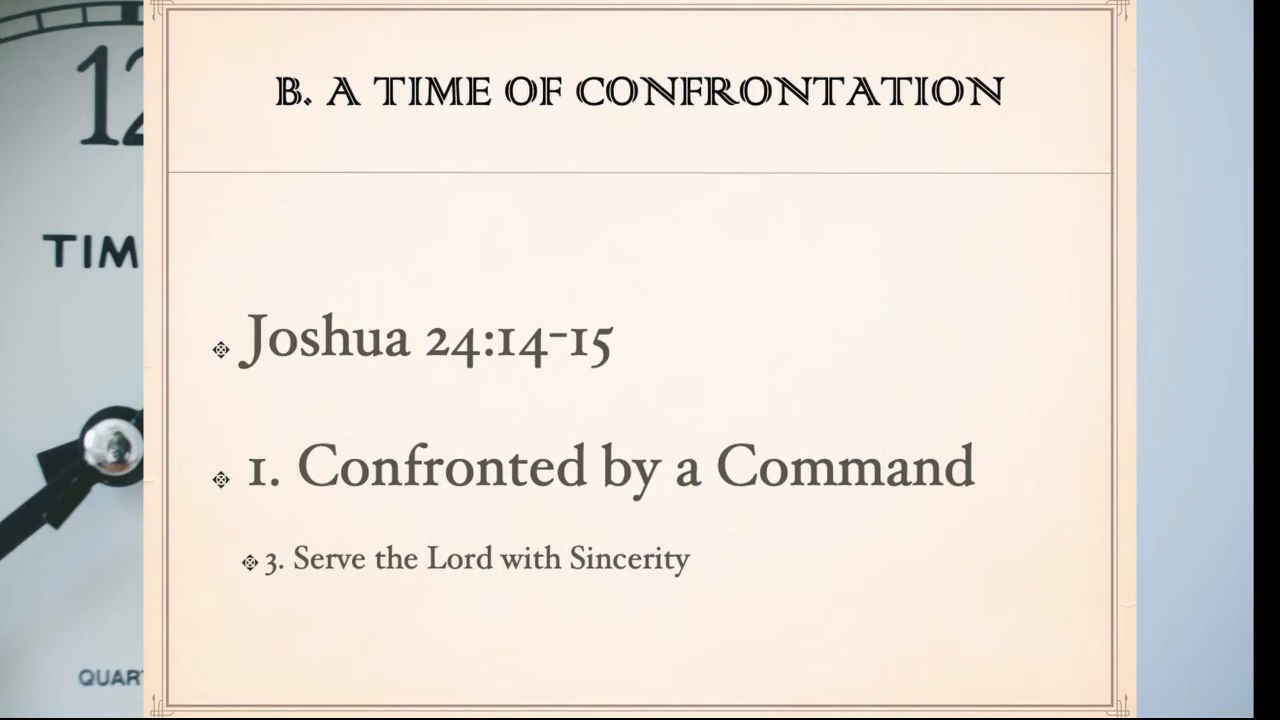 12
TIM
QUAR
B. A TIME OF CONFRONTATION
Joshua 24:14-15
1. Confronted by a Command
3. Serve the Lord with Sincerity